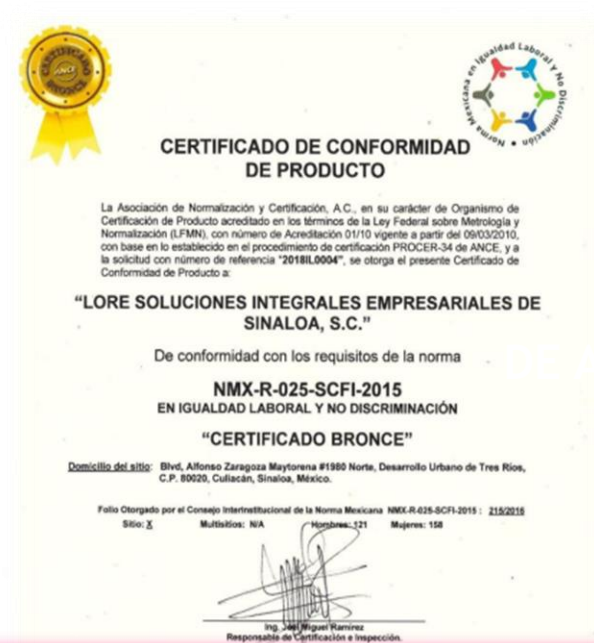 CERTIFICADO
ANCE
BRONCE
Norma Mexicana en Igualdad Laboral Y No Discriminación
CERTIFICADO DE CONFORMIDAD
DE PRODUCTO
La Asociación de Normalización y Certificación, A.C., en su carácter de Organismo de
Certificación de Producto acreditado en los términos de la Ley Federal sobre Metrología y
Normalización (LFMN), con número de Acreditación 01/10 vigente a partir del 09/03/2010,
con base en lo establecido en el procedimiento de certificación PROCER-34 de ANCE, y a
la solicitud con número de referencia "2018IL0004", se otorga el presente Certificado de
Conformidad de Producto a:
"LORE SOLUCIONES INTEGRALES EMPRESARIALES DE
SINALOA, S.C."
De conformidad con los requisitos de la norma
DE A
NMX-R-025-SCFI-2015
EN IGUALDAD LABORAL Y NO DISCRIMINACIÓN
"CERTIFICADO BRONCE"
Domicilio del sitio: Blvd, Alfonso Zaragoza Maytorena #1980 Norte, Desarrollo Urbano de Tres Ríos,
C.P. 80020, Culiacán, Sinaloa, México.
Folio Otorgado por el Consejo Interinstitucional de la Norma Mexicana NMX-R-025-SCFI-2015 :
Sitio: X Multisitios: N/A Hombres: 121 Mujeres: 158
Ing. Joel Miguel Ramírez
Responsable de Certificación e Inspección.